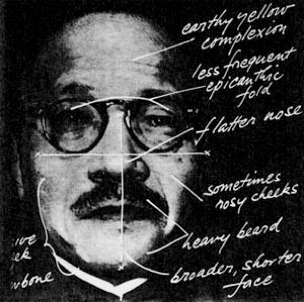 earthy yellow
complexion
less frequent
epicanthic
fold
flatter nose
sometimes
rosy cheeks
heavy beard
broader, shorter
face